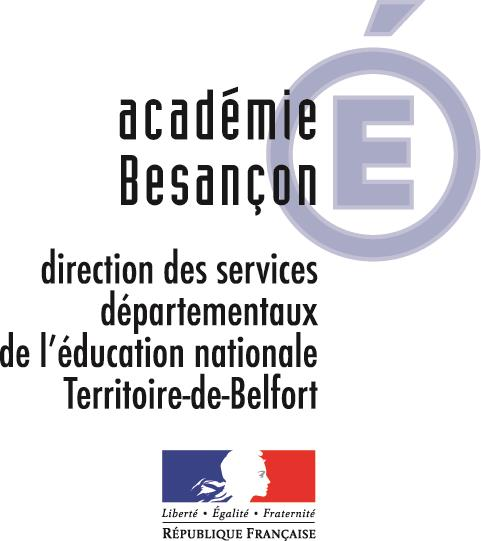 académie
Besançon
É
direction des services
départementaux
de l'éducation nationale
Territoire-de-Belfort
Liberté • Égalité • Fraternité
RÉPUBLIQUE FRANÇAISE